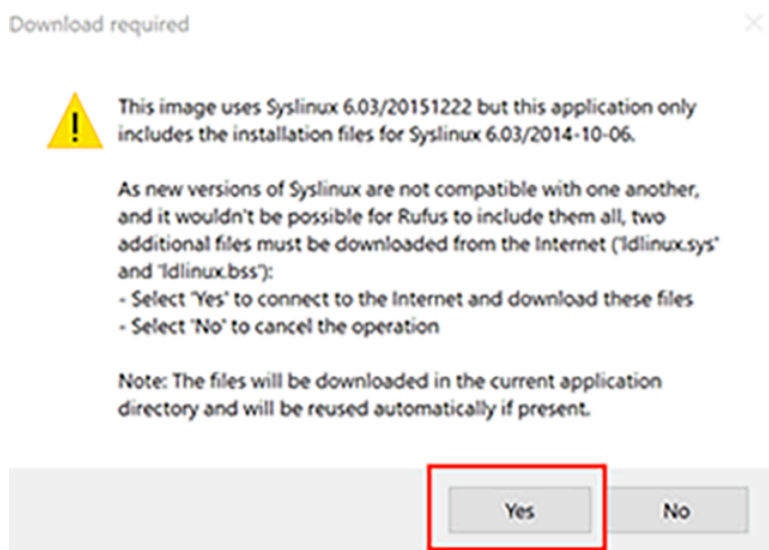 Download required
This image uses Syslinux 6.03/20151222 but this application only
includes the installation files for Syslinux 6.03/2014-10-06.
As new versions of Syslinux are not compatible with one another,
and it wouldn't be possible for Rufus to include them all, two
additional files must be downloaded from the Internet ('ldlinux.sys'
and 'ldlinux.bss'):
- Select 'Yes' to connect to the Internet and download these files
- Select 'No' to cancel the operation
Note: The files will be downloaded in the current application
directory and will be reused automatically if present.
Yes
No